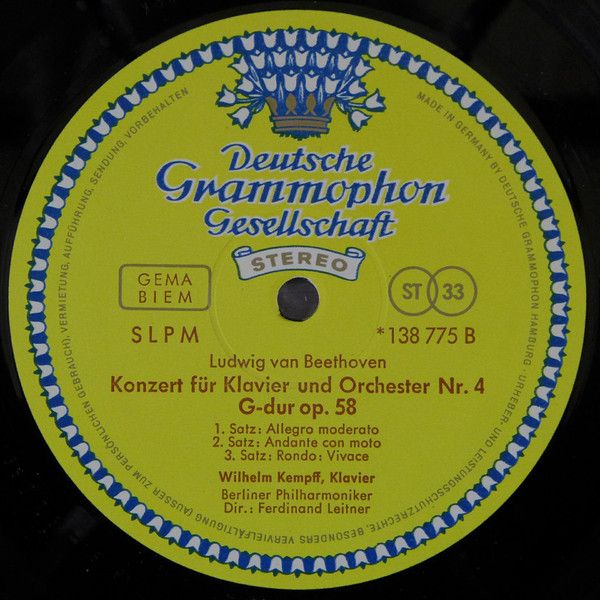 Deutsche
Grammophon
Gesellschaft
STEREO
GEMA
BIEM
ST 33
SLPM
*138 775 B
Ludwig van Beethoven
Konzert für Klavier und Orchester Nr. 4
G-dur op. 58
1. Satz: Allegro moderato
2. Satz: Andante con moto
3. Satz: Rondo: Vivace
Wilhelm Kempff, Klavier
Berliner Philharmoniker
Dir.: Ferdinand Leitner
MADE IN GERMANY BY DEUTSCHE GRAMMOPHON HAMBURG · URHEBER- UND LEISTUNGSSCHUTZRECHTE, BESONDERS VERVIELFÄLTIGUNG (AUSSER ZUM PERSÖNLICHEN GEBRAUCH), VERMIETUNG, AUFFÜHRUNG, SENDUNG, VORBEHALTEN